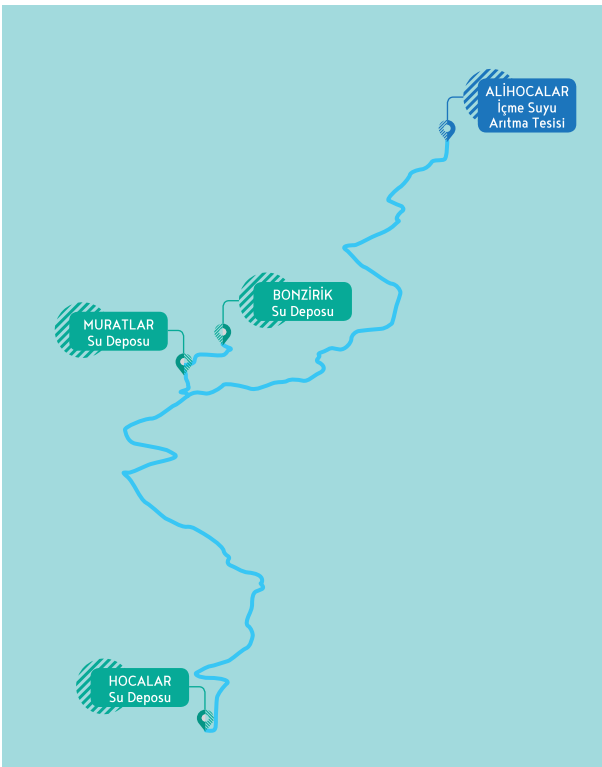 ALİHOCALAR
İçme Suyu
Arıtma Tesisi
BONZİRİK
Su Deposu
MURATLAR
Su Deposu
HOCALAR
Su Deposu